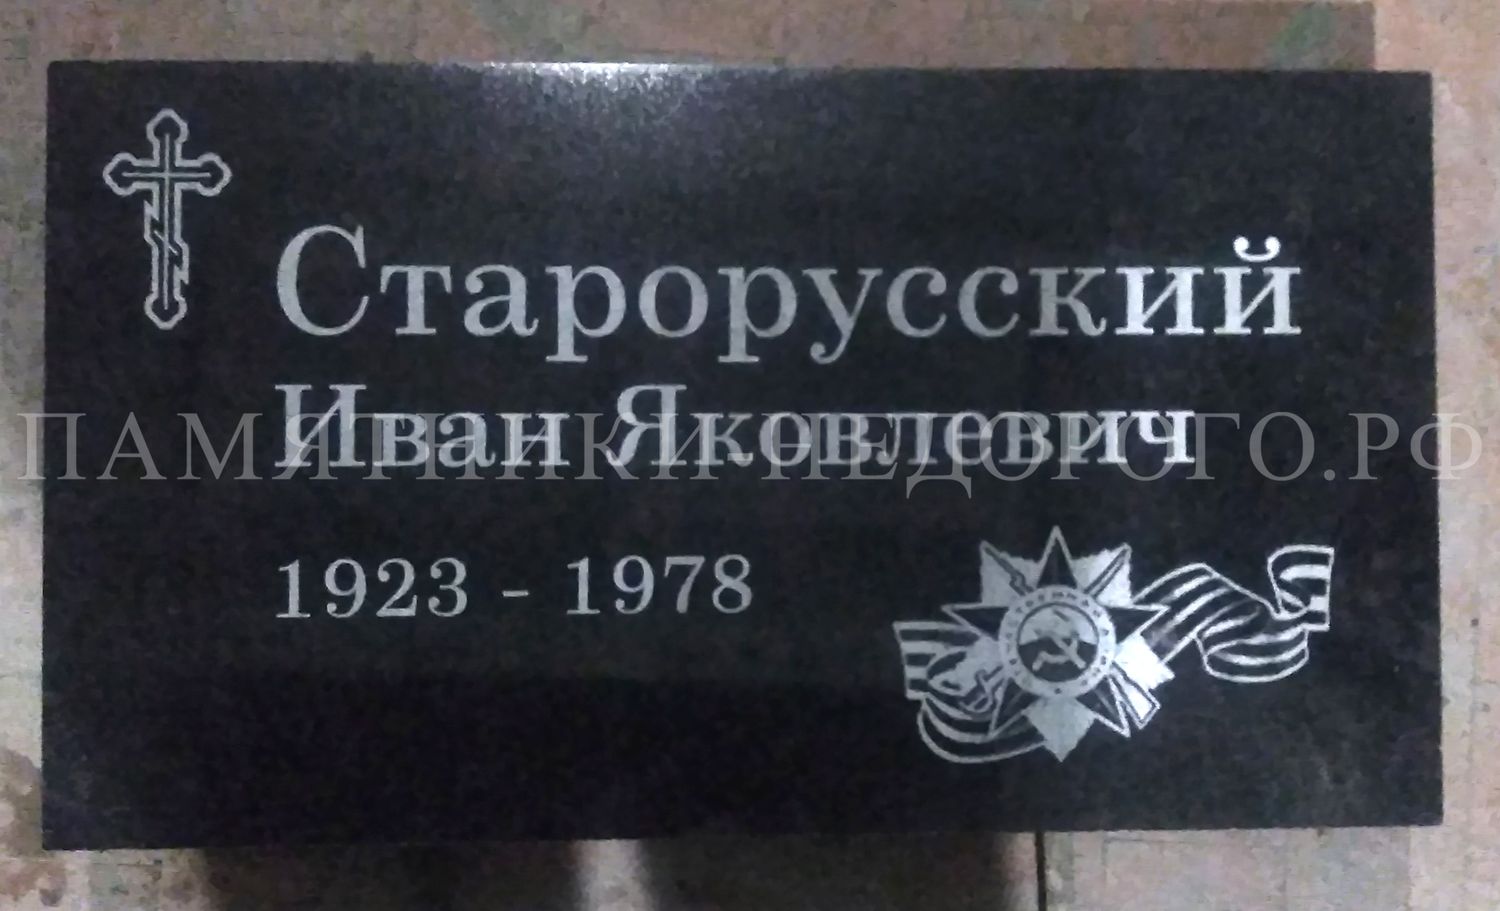 Старорусский
Иван Яковлевич
ПАМЯТНИКИ-НЕДОРОГО.РФ
1923 - 1978